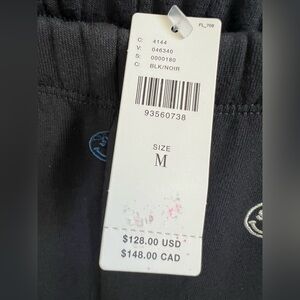 FL_709
C: 4144
V: 046340
S: 0000180
C: BLK/NOIR
93560738
SIZE
M
$128.00 USD
$148.00 CAD